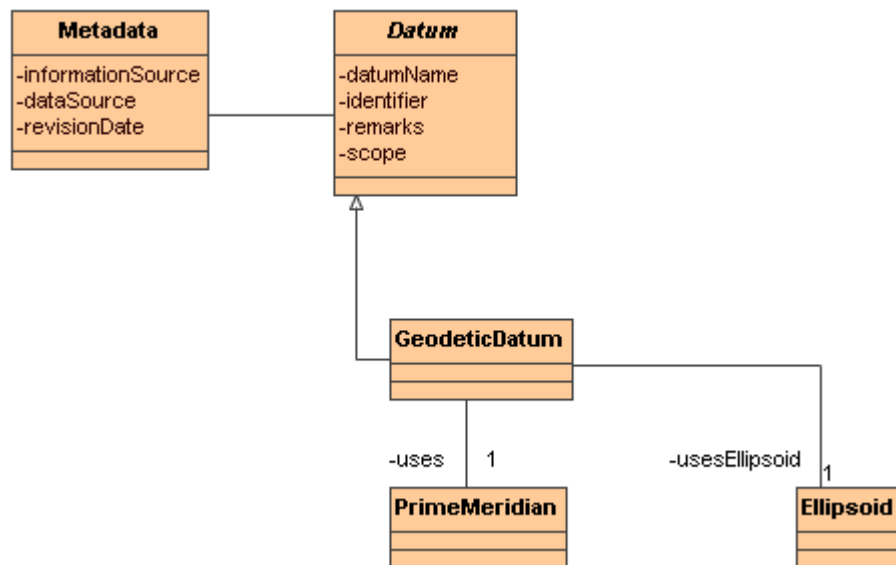 Metadata
-informationSource
-dataSource
-revisionDate
Datum
-datumName
-identifier
-remarks
-scope
GeodeticDatum
-uses
1
-usesEllipsoid
1
PrimeMeridian
Ellipsoid